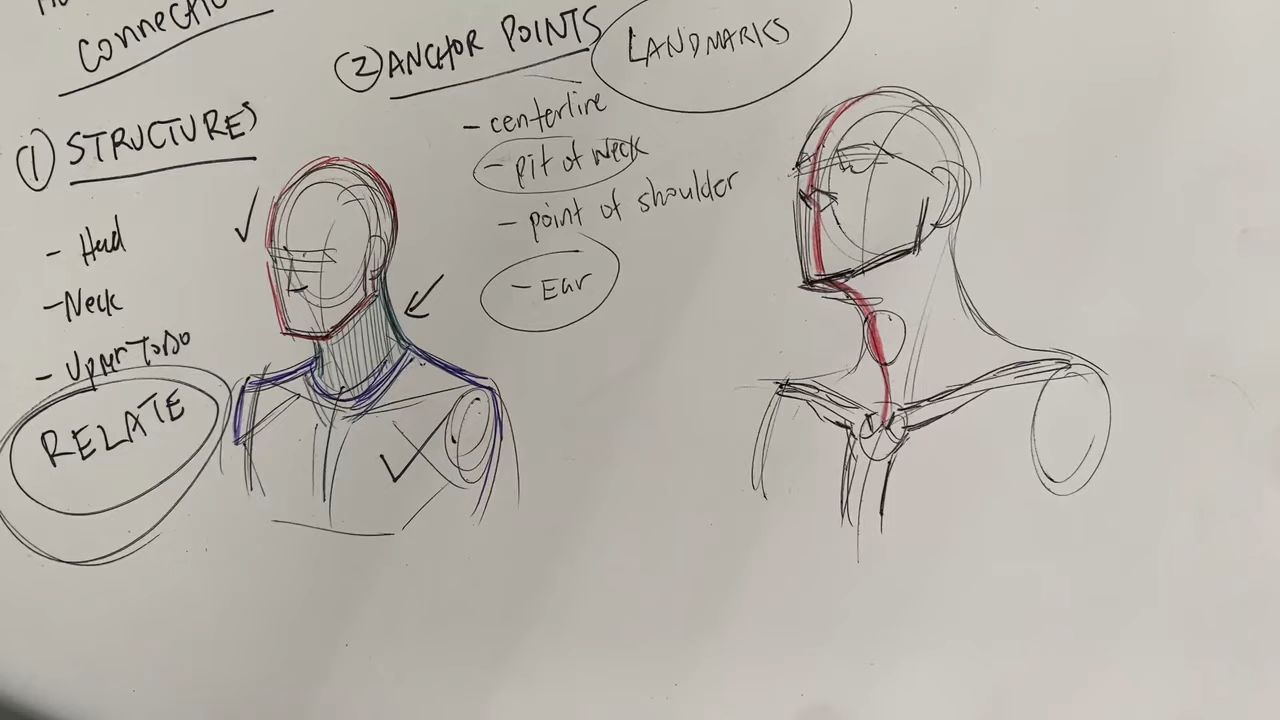 Connectio
① STRUCTURES
- Head
- Neck
- Upper Torso
RELATE
② ANCHOR POINTS
LANDMARKS
- centerline
- pit of Neck
- point of shoulder
- Ear